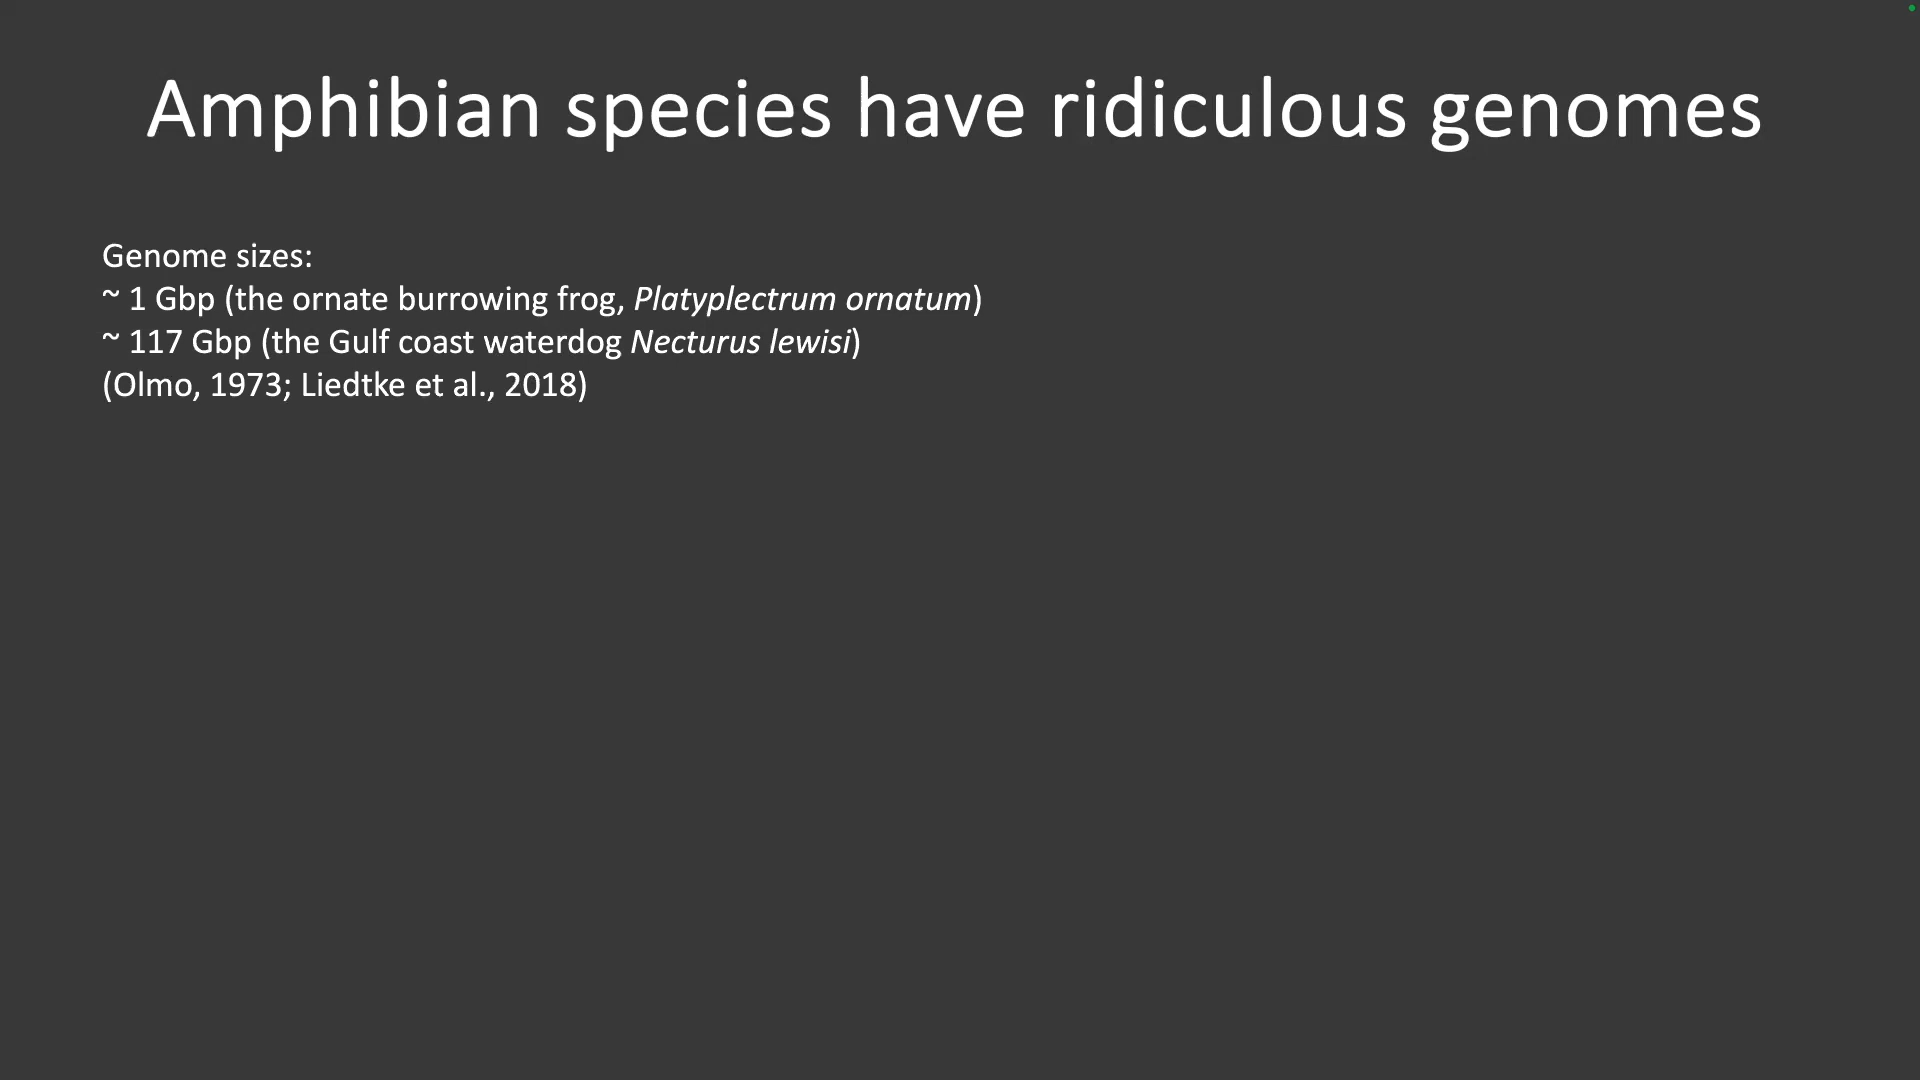 Amphibian species have ridiculous genomes
Genome sizes:
~ 1 Gbp (the ornate burrowing frog, Platyplectrum ornatum)
~ 117 Gbp (the Gulf coast waterdog Necturus lewisi)
(Olmo, 1973; Liedtke et al., 2018)